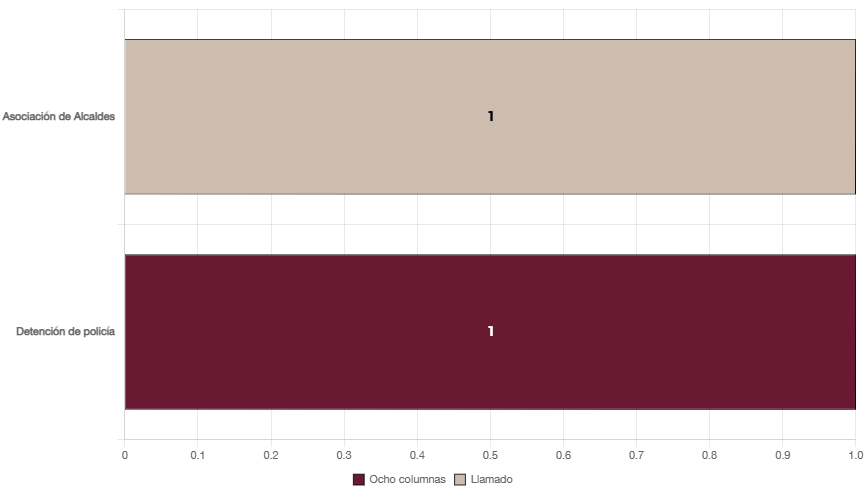 Asociación de Alcaldes
1
Detención de policía
1
0 0.1 0.2 0.3 0.4 0.5 0.6 0.7 0.8 0.9 1.0
Ocho columnas Llamado